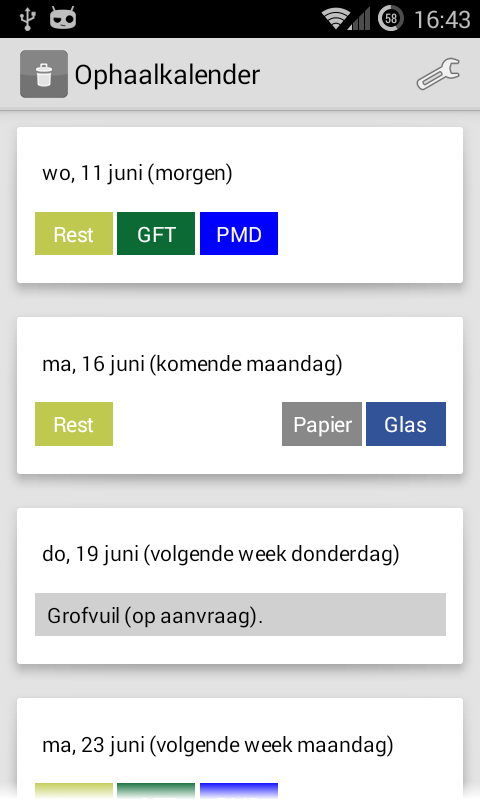 58 16:43
Ophaalkalender
wo, 11 juni (morgen)
Rest GFT PMD
ma, 16 juni (komende maandag)
Rest Papier Glas
do, 19 juni (volgende week donderdag)
Grofvuil (op aanvraag).
ma, 23 juni (volgende week maandag)